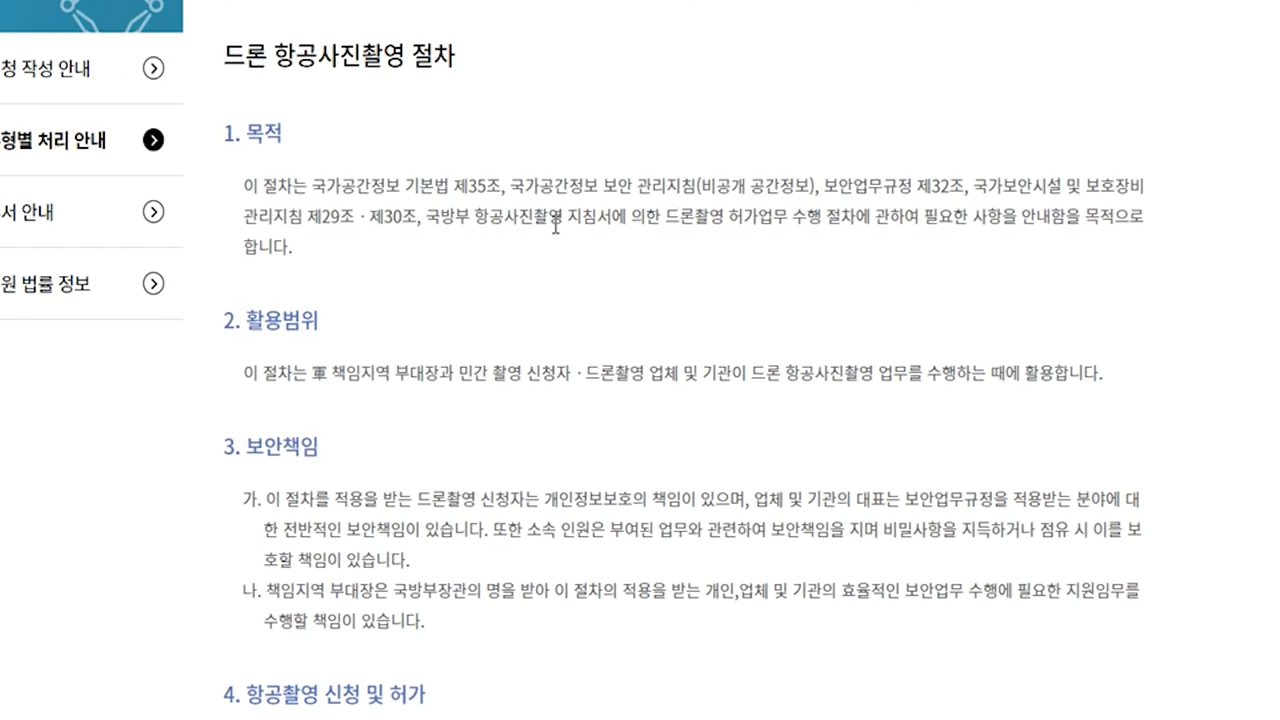 청 작성 안내
형별 처리 안내
서 안내
원 법률 정보
드론 항공사진촬영 절차
1. 목적
이 절차는 국가공간정보 기본법 제35조, 국가공간정보 보안 관리지침(비공개 공간정보), 보안업무규정 제32조, 국가보안시설 및 보호장비
관리지침 제29조 · 제30조, 국방부 항공사진촬영 지침서에 의한 드론촬영 허가업무 수행 절차에 관하여 필요한 사항을 안내함을 목적으로
합니다.
2. 활용범위
이 절차는 軍 책임지역 부대장과 민간 촬영 신청자 · 드론촬영 업체 및 기관이 드론 항공사진촬영 업무를 수행하는 때에 활용합니다.
3. 보안책임
가. 이 절차를 적용을 받는 드론촬영 신청자는 개인정보보호의 책임이 있으며, 업체 및 기관의 대표는 보안업무규정을 적용받는 분야에 대
한 전반적인 보안책임이 있습니다. 또한 소속 인원은 부여된 업무와 관련하여 보안책임을 지며 비밀사항을 지득하거나 점유 시 이를 보
호할 책임이 있습니다.
나. 책임지역 부대장은 국방부장관의 명을 받아 이 절차의 적용을 받는 개인,업체 및 기관의 효율적인 보안업무 수행에 필요한 지원임무를
수행할 책임이 있습니다.
4. 항공촬영 신청 및 허가